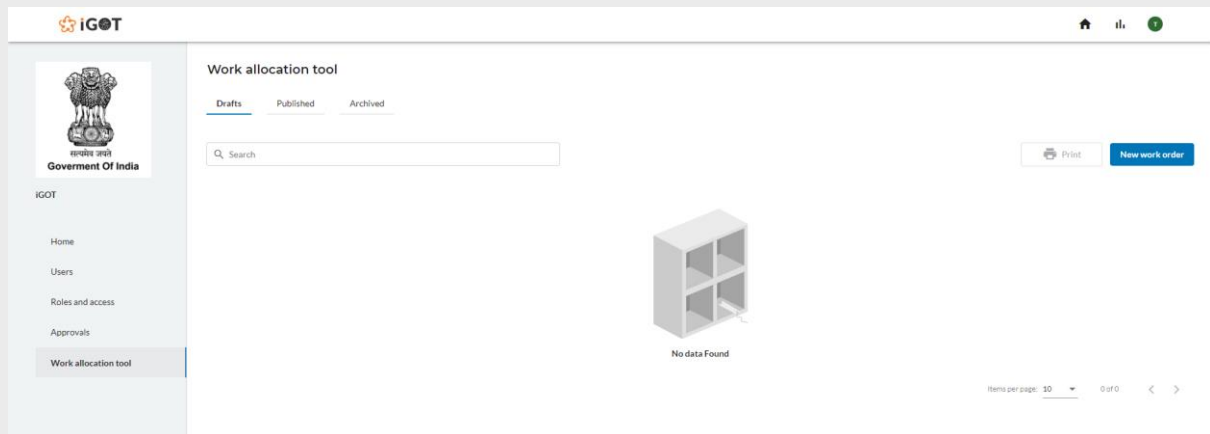 iGOT
T
सत्यमेव जयते
Goverment Of India
iGOT
Home
Users
Roles and access
Approvals
Work allocation tool
Work allocation tool
Drafts Published Archived
Search
Print New work order
No data Found
Items per page: 10 0 of 0